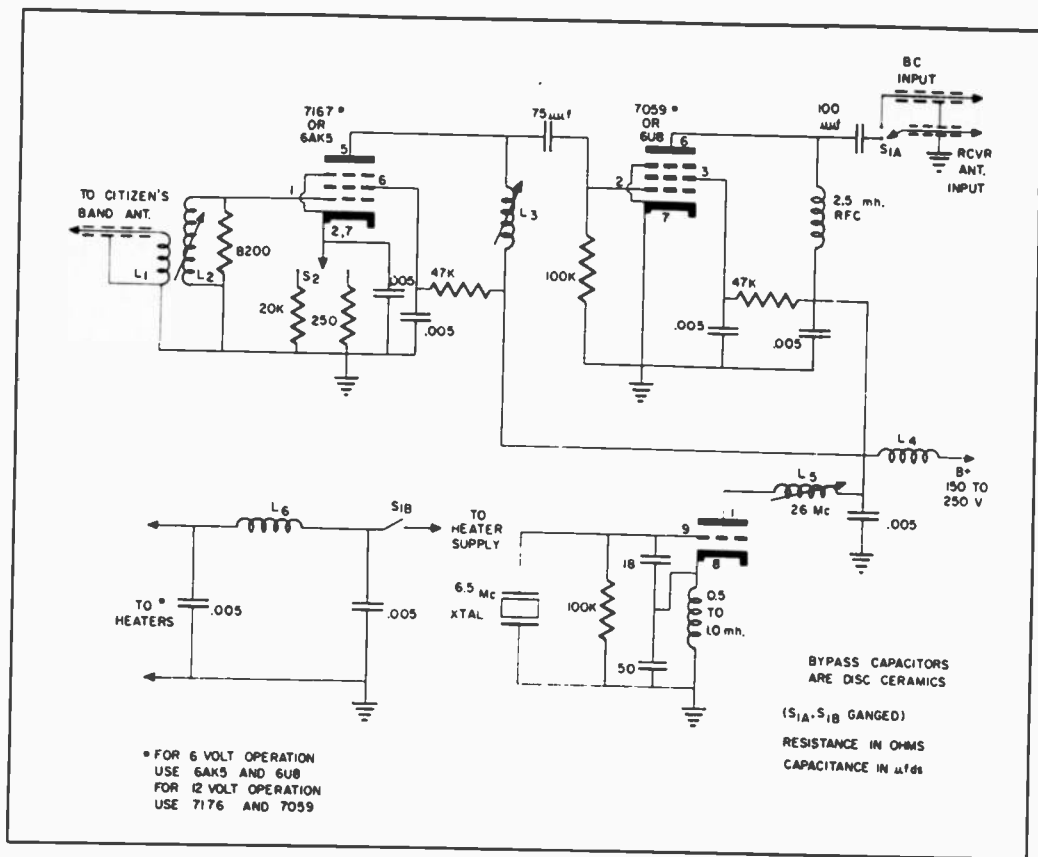 BC
INPUT
7167 *
OR
6AK5
75μμf
7059 *
OR
6U8
100
μμf
S1A
RCVR
ANT.
INPUT
5
6
1
2,7
TO CITIZEN'S
BAND ANT.
L1
L2
8200
S2
20K
250
.005
.005
47K
L3
100K
6
3
2
7
2.5 mh.
RFC
47K
.005
.005
L4
B+
150 TO
250 V
L5
26 Mc
.005
L6
S1B
TO
HEATER
SUPPLY
TO *
HEATERS
.005
.005
6.5 Mc
XTAL
100K
18
50
9
1
8
0.5
TO
1.0 mh.
BYPASS CAPACITORS
ARE DISC CERAMICS
(S1A, S1B GANGED)
RESISTANCE IN OHMS
CAPACITANCE IN μfds
* FOR 6 VOLT OPERATION
USE 6AK5 AND 6U8
FOR 12 VOLT OPERATION
USE 7176 AND 7059